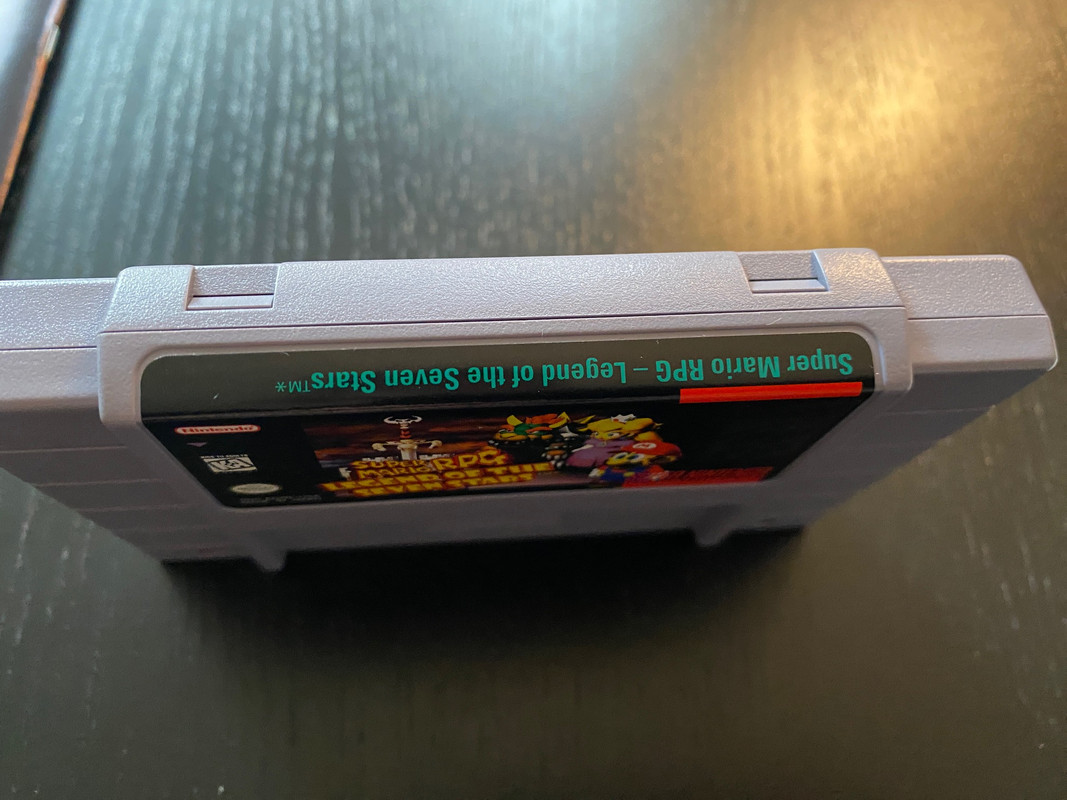 Super Mario RPG – Legend of the Seven Stars™*
Nintendo
SUPER
MARIO RPG
LEGEND OF THE
SEVEN STARS